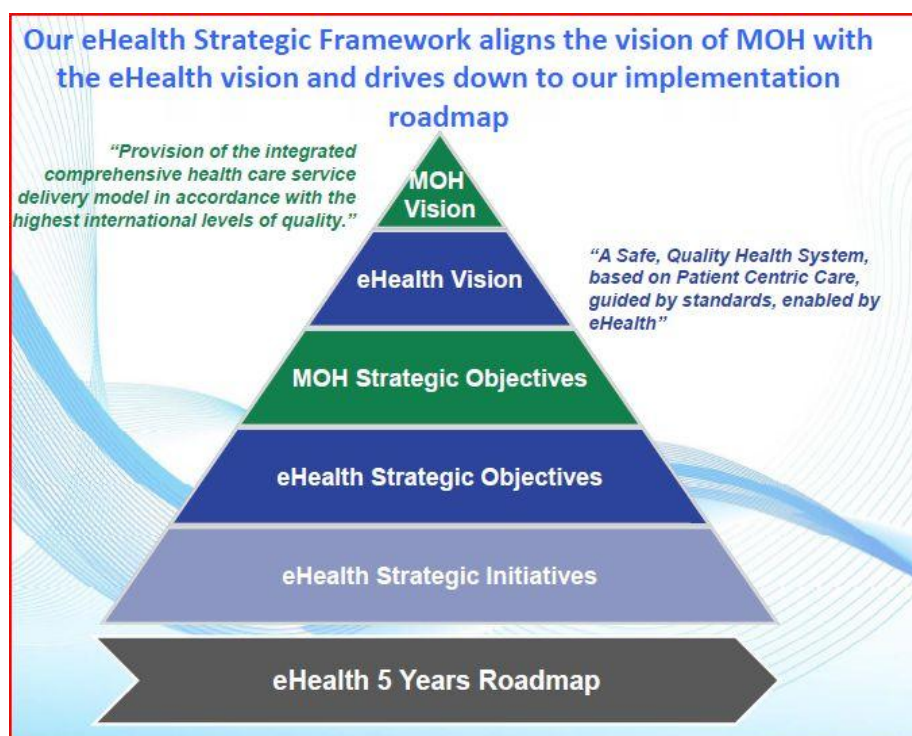 Our eHealth Strategic Framework aligns the vision of MOH with
the eHealth vision and drives down to our implementation
roadmap
“Provision of the integrated
comprehensive health care service
delivery model in accordance with the
highest international levels of quality.”
MOH
Vision
eHealth Vision
“A Safe, Quality Health System,
based on Patient Centric Care,
guided by standards, enabled by
eHealth”
MOH Strategic Objectives
eHealth Strategic Objectives
eHealth Strategic Initiatives
eHealth 5 Years Roadmap